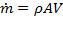 ṁ = ρAV